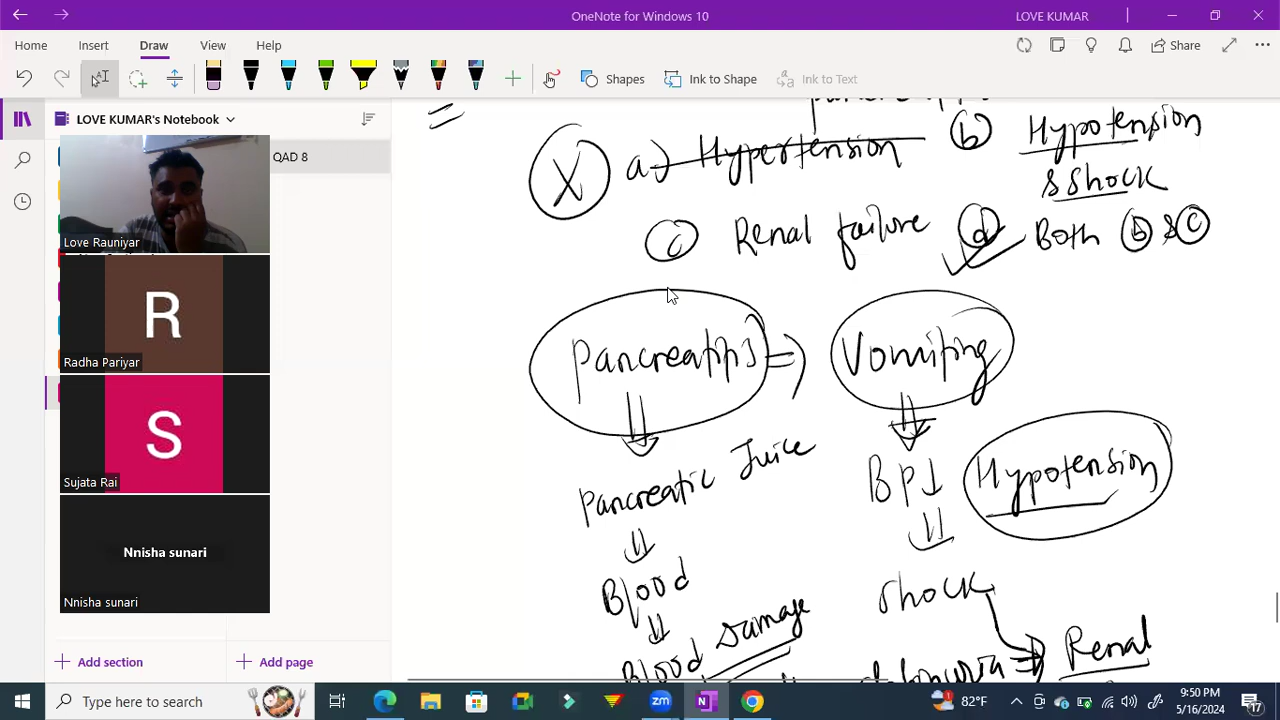 OneNote for Windows 10
LOVE KUMAR
Home Insert Draw View Help
Share
Shapes
Ink to Shape
Ink to Text
LOVE KUMAR's Notebook
QAD 8
Love Rauniyar
R
Radha Pariyar
S
Sujata Rai
Nnisha sunari
Nnisha sunari
Add section
Add page
X a) Hypertension (b) Hypotension
& Shock
(c) Renal failure (d) Both (b) & (c)
Pancreatitis => Vomiting
Pancreatic Juice
BP↓ Hypotension
Blood
Shock
Blood
Renal
Type here to search
zm
N
82°F
9:50 PM
5/16/2024
17